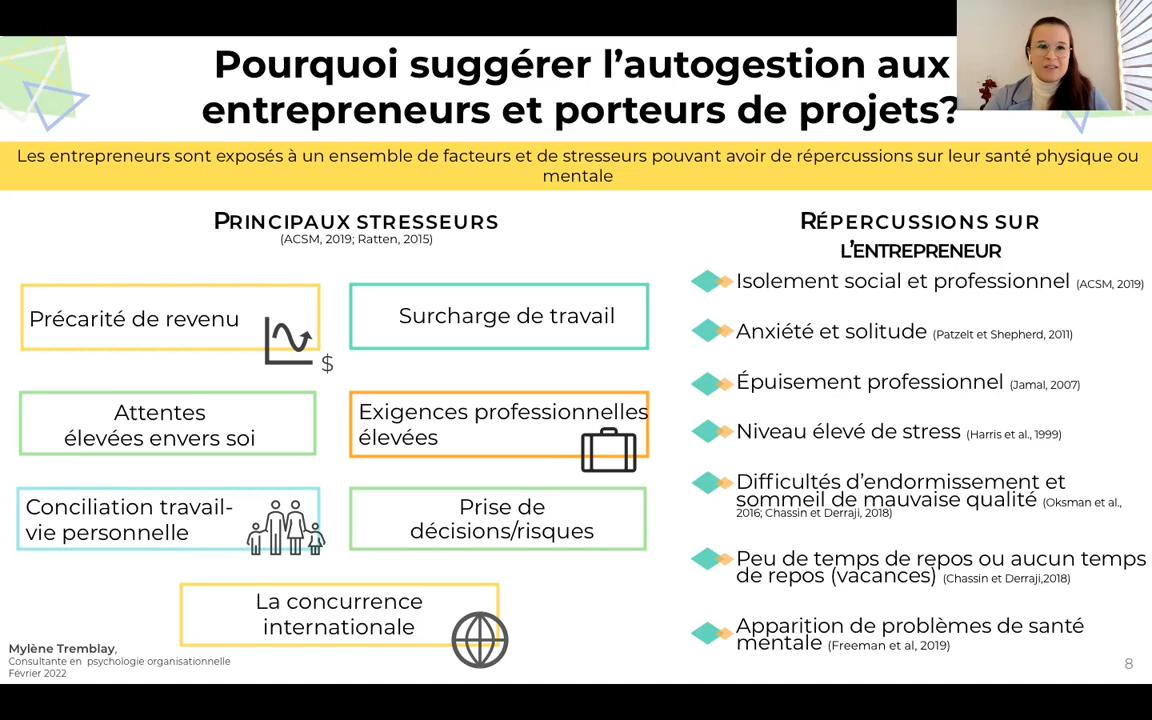 Pourquoi suggérer l’autogestion aux
entrepreneurs et porteurs de projets?
Les entrepreneurs sont exposés à un ensemble de facteurs et de stresseurs pouvant avoir de répercussions sur leur santé physique ou
mentale
PRINCIPAUX STRESSEURS
(ACSM, 2019; Ratten, 2015)
Précarité de revenu
$
Surcharge de travail
Attentes
élevées envers soi
Exigences professionnelles
élevées
Conciliation travail-
vie personnelle
Prise de
décisions/risques
La concurrence
internationale
RÉPERCUSSIONS SUR
L’ENTREPRENEUR
Isolement social et professionnel (ACSM, 2019)
Anxiété et solitude (Patzelt et Shepherd, 2011)
Épuisement professionnel (Jamal, 2007)
Niveau élevé de stress (Harris et al., 1999)
Difficultés d’endormissement et
sommeil de mauvaise qualité (Oksman et al.,
2016; Chassin et Derraji, 2018)
Peu de temps de repos ou aucun temps
de repos (vacances) (Chassin et Derraji,2018)
Apparition de problèmes de santé
mentale (Freeman et al, 2019)
Mylène Tremblay,
Consultante en psychologie organisationnelle
Février 2022
8